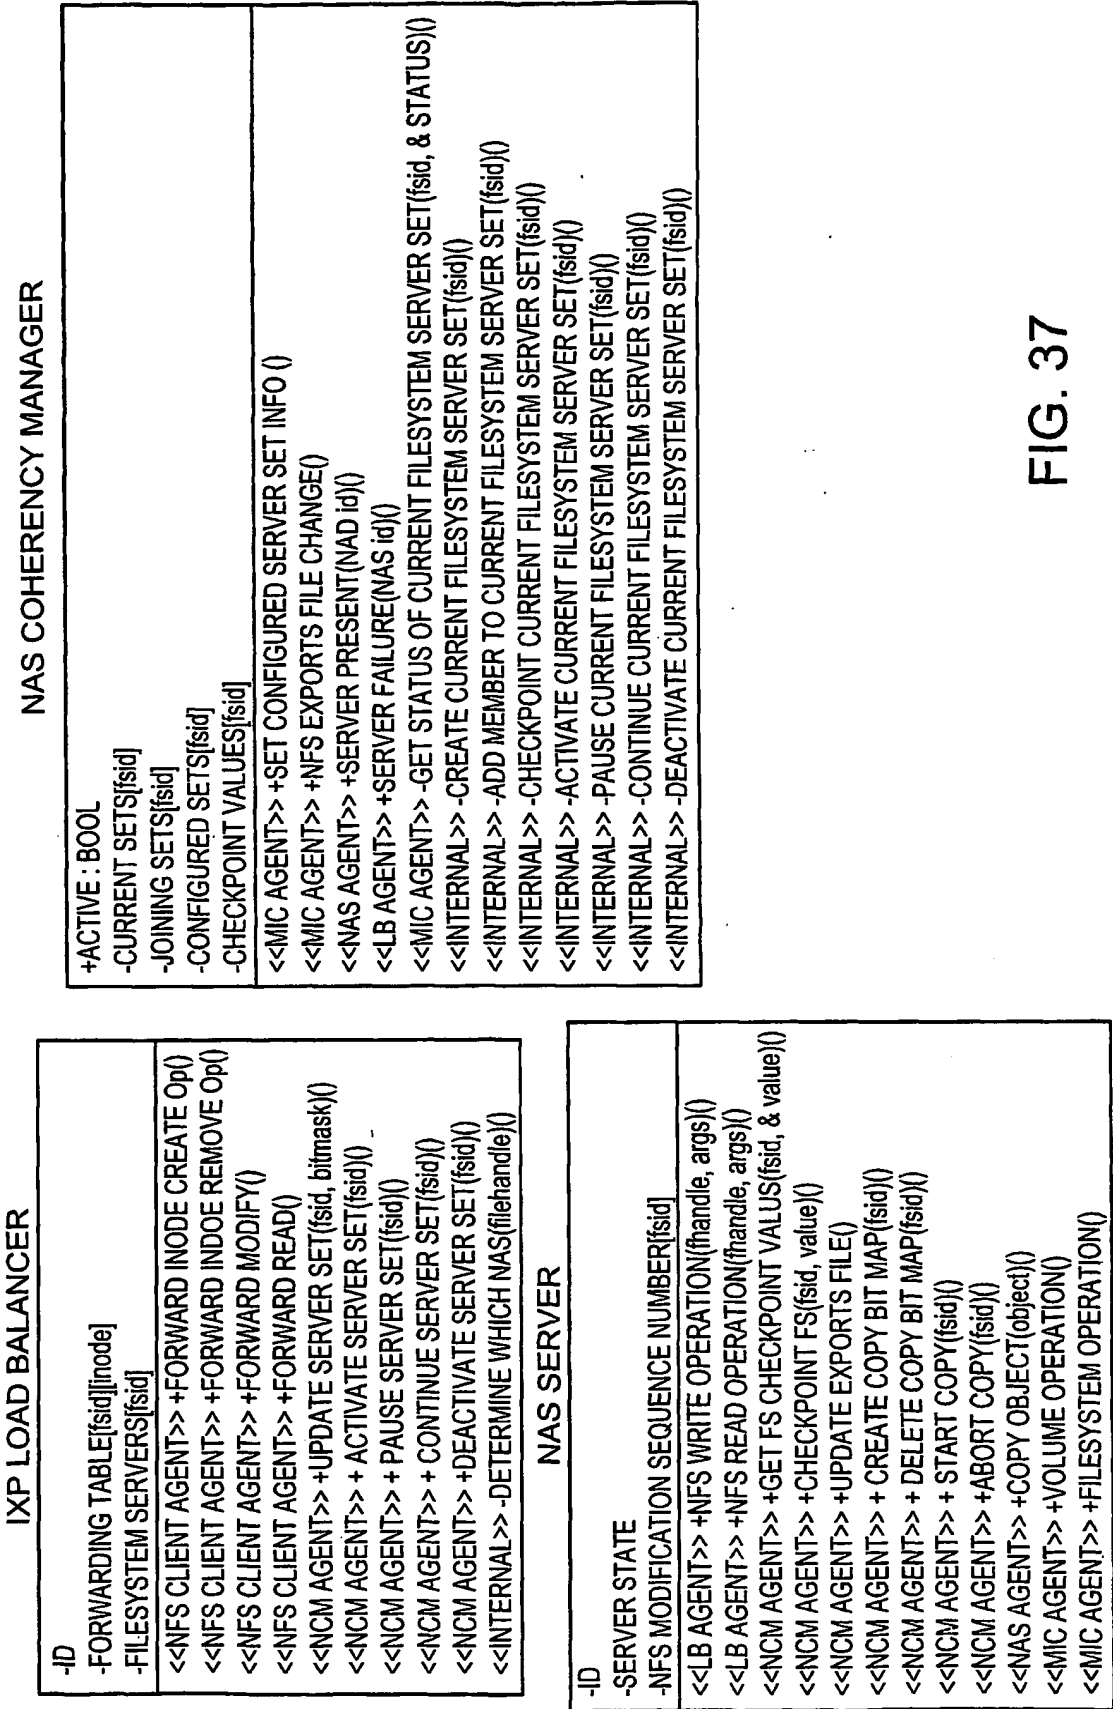 IXP LOAD BALANCER
-ID
-FORWARDING TABLE[fsid][inode]
-FILESYSTEM SERVERS[fsid]
<<NFS CLIENT AGENT>> +FORWARD INODE CREATE Op()
<<NFS CLIENT AGENT>> +FORWARD INDOE REMOVE Op()
<<NFS CLIENT AGENT>> +FORWARD MODIFY()
<<NFS CLIENT AGENT>> +FORWARD READ()
<<NCM AGENT>> +UPDATE SERVER SET(fsid, bitmask)()
<<NCM AGENT>> + ACTIVATE SERVER SET(fsid)()
<<NCM AGENT>> + PAUSE SERVER SET(fsid)()
<<NCM AGENT>> + CONTINUE SERVER SET(fsid)()
<<NCM AGENT>> +DEACTIVATE SERVER SET(fsid)()
<<INTERNAL>> -DETERMINE WHICH NAS(filehandle)()
NAS SERVER
-ID
-SERVER STATE
-NFS MODIFICATION SEQUENCE NUMBER[fsid]
<<LB AGENT>> +NFS WRITE OPERATION(fhandle, args)()
<<LB AGENT>> +NFS READ OPERATION(fhandle, args)()
<<NCM AGENT>> +GET FS CHECKPOINT VALUS(fsid, & value)()
<<NCM AGENT>> +CHECKPOINT FS(fsid, value)()
<<NCM AGENT>> +UPDATE EXPORTS FILE()
<<NCM AGENT>> + CREATE COPY BIT MAP(fsid)()
<<NCM AGENT>> + DELETE COPY BIT MAP(fsid)()
<<NCM AGENT>> + START COPY(fsid)()
<<NCM AGENT>> +ABORT COPY(fsid)()
<<NAS AGENT>> +COPY OBJECT(object)()
<<MIC AGENT>> +VOLUME OPERATION()
<<MIC AGENT>> +FILESYSTEM OPERATION()
NAS COHERENCY MANAGER
+ACTIVE : BOOL
-CURRENT SETS[fsid]
-JOINING SETS[fsid]
-CONFIGURED SETS[fsid]
-CHECKPOINT VALUES[fsid]
<<MIC AGENT>> +SET CONFIGURED SERVER SET INFO ()
<<MIC AGENT>> +NFS EXPORTS FILE CHANGE()
<<NAS AGENT>> +SERVER PRESENT(NAD id)()
<<LB AGENT>> +SERVER FAILURE(NAS id)()
<<MIC AGENT>> -GET STATUS OF CURRENT FILESYSTEM SERVER SET(fsid, & STATUS)()
<<INTERNAL>> -CREATE CURRENT FILESYSTEM SERVER SET(fsid)()
<<INTERNAL>> -ADD MEMBER TO CURRENT FILESYSTEM SERVER SET(fsid)()
<<INTERNAL>> -CHECKPOINT CURRENT FILESYSTEM SERVER SET(fsid)()
<<INTERNAL>> -ACTIVATE CURRENT FILESYSTEM SERVER SET(fsid)()
<<INTERNAL>> -PAUSE CURRENT FILESYSTEM SERVER SET(fsid)()
<<INTERNAL>> -CONTINUE CURRENT FILESYSTEM SERVER SET(fsid)()
<<INTERNAL>> -DEACTIVATE CURRENT FILESYSTEM SERVER SET(fsid)()
FIG. 37